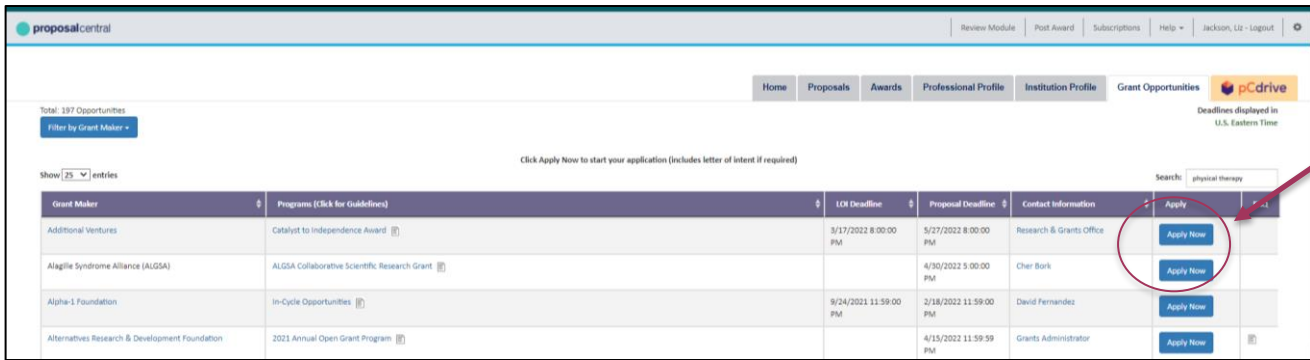 proposalcentral
Review Module Post Award Subscriptions Help Jackson, Liz - Logout
Home Proposals Awards Professional Profile Institution Profile Grant Opportunities pCdrive
Total: 197 Opportunities
Deadlines displayed in
U.S. Eastern Time
Filter by Grant Maker
Click Apply Now to start your application (includes letter of intent if required)
Show 25 entries
Search: physical therapy
Grant Maker Programs (Click for Guidelines) LOI Deadline Proposal Deadline Contact Information Apply
Additional Ventures Catalyst to Independence Award 3/17/2022 8:00:00 PM 5/27/2022 8:00:00 PM Research & Grants Office Apply Now
Alagille Syndrome Alliance (ALGSA) ALGSA Collaborative Scientific Research Grant 4/30/2022 5:00:00 PM Cher Bork Apply Now
Alpha-1 Foundation In-Cycle Opportunities 9/24/2021 11:59:00 PM 2/18/2022 11:59:00 PM David Fernandez Apply Now
Alternatives Research & Development Foundation 2021 Annual Open Grant Program 4/15/2022 11:59:59 PM Grants Administrator Apply Now